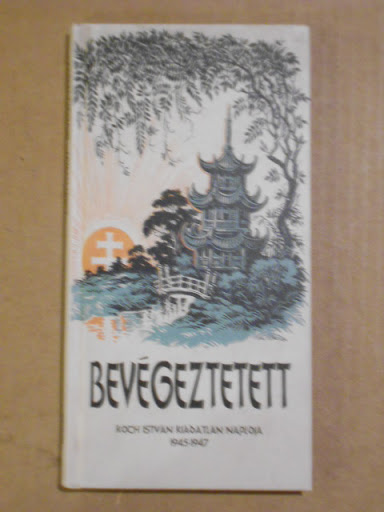 BEVÉGEZTETETT
KOCH ISTVÁN KIADATLAN NAPLÓJA
1945-1947